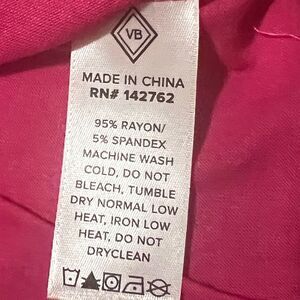 VB
MADE IN CHINA
RN# 142762
95% RAYON/
5% SPANDEX
MACHINE WASH
COLD, DO NOT
BLEACH, TUMBLE
DRY NORMAL LOW
HEAT, IRON LOW
HEAT, DO NOT
DRYCLEAN